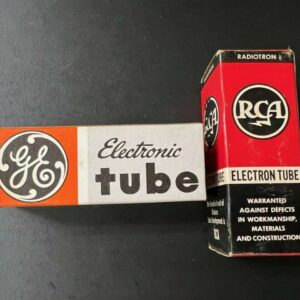 GE
Electronic
tube
RADIOTRON
RCA
ELECTRON TUBE
WARRANTED
AGAINST DEFECTS
IN WORKMANSHIP,
MATERIALS
AND CONSTRUCTION